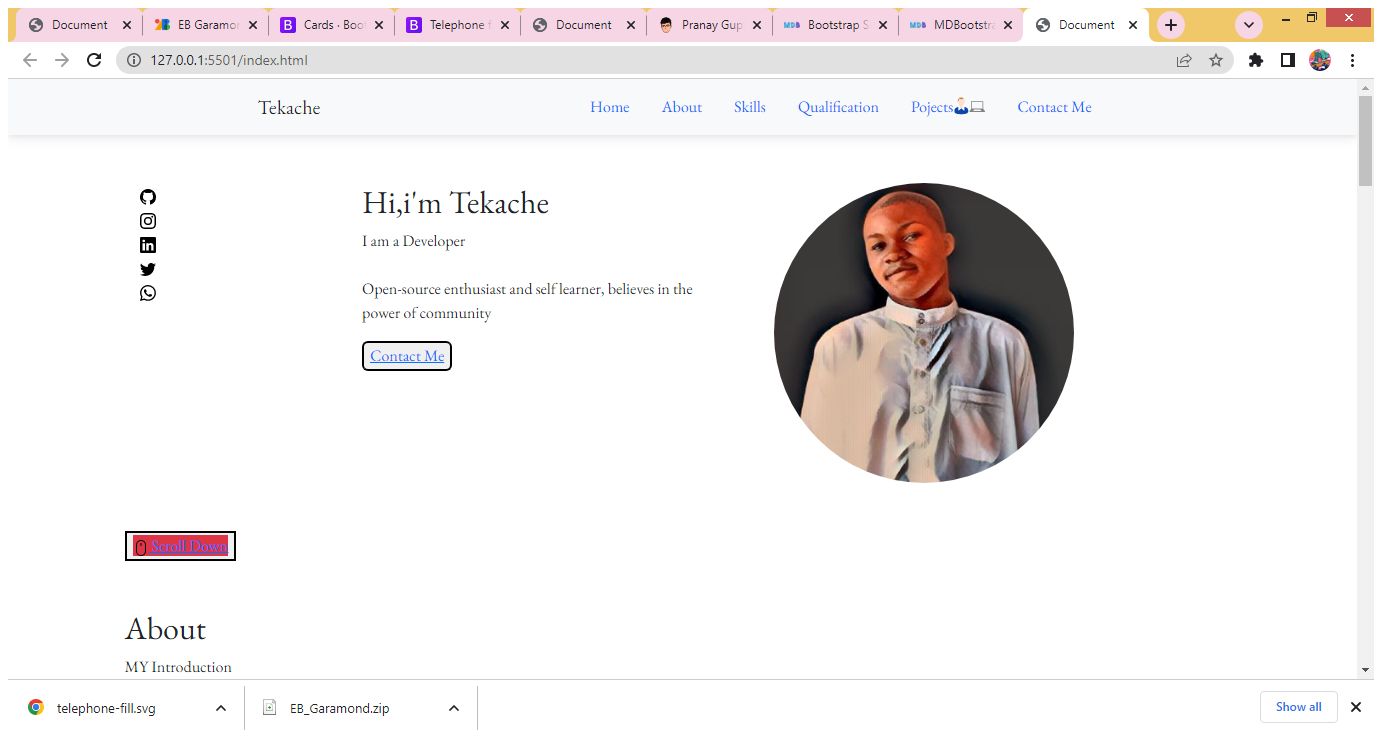 Document
EB Garamo
Cards · Boo
Telephone f
Document
Pranay Gup
Bootstrap S
MDBootstra
Document
127.0.0.1:5501/index.html
Tekache
Home
About
Skills
Qualification
Pojects
Contact Me
Hi,i'm Tekache
I am a Developer
Open-source enthusiast and self learner, believes in the
power of community
Contact Me
Scroll Down
About
MY Introduction
telephone-fill.svg
EB_Garamond.zip
Show all